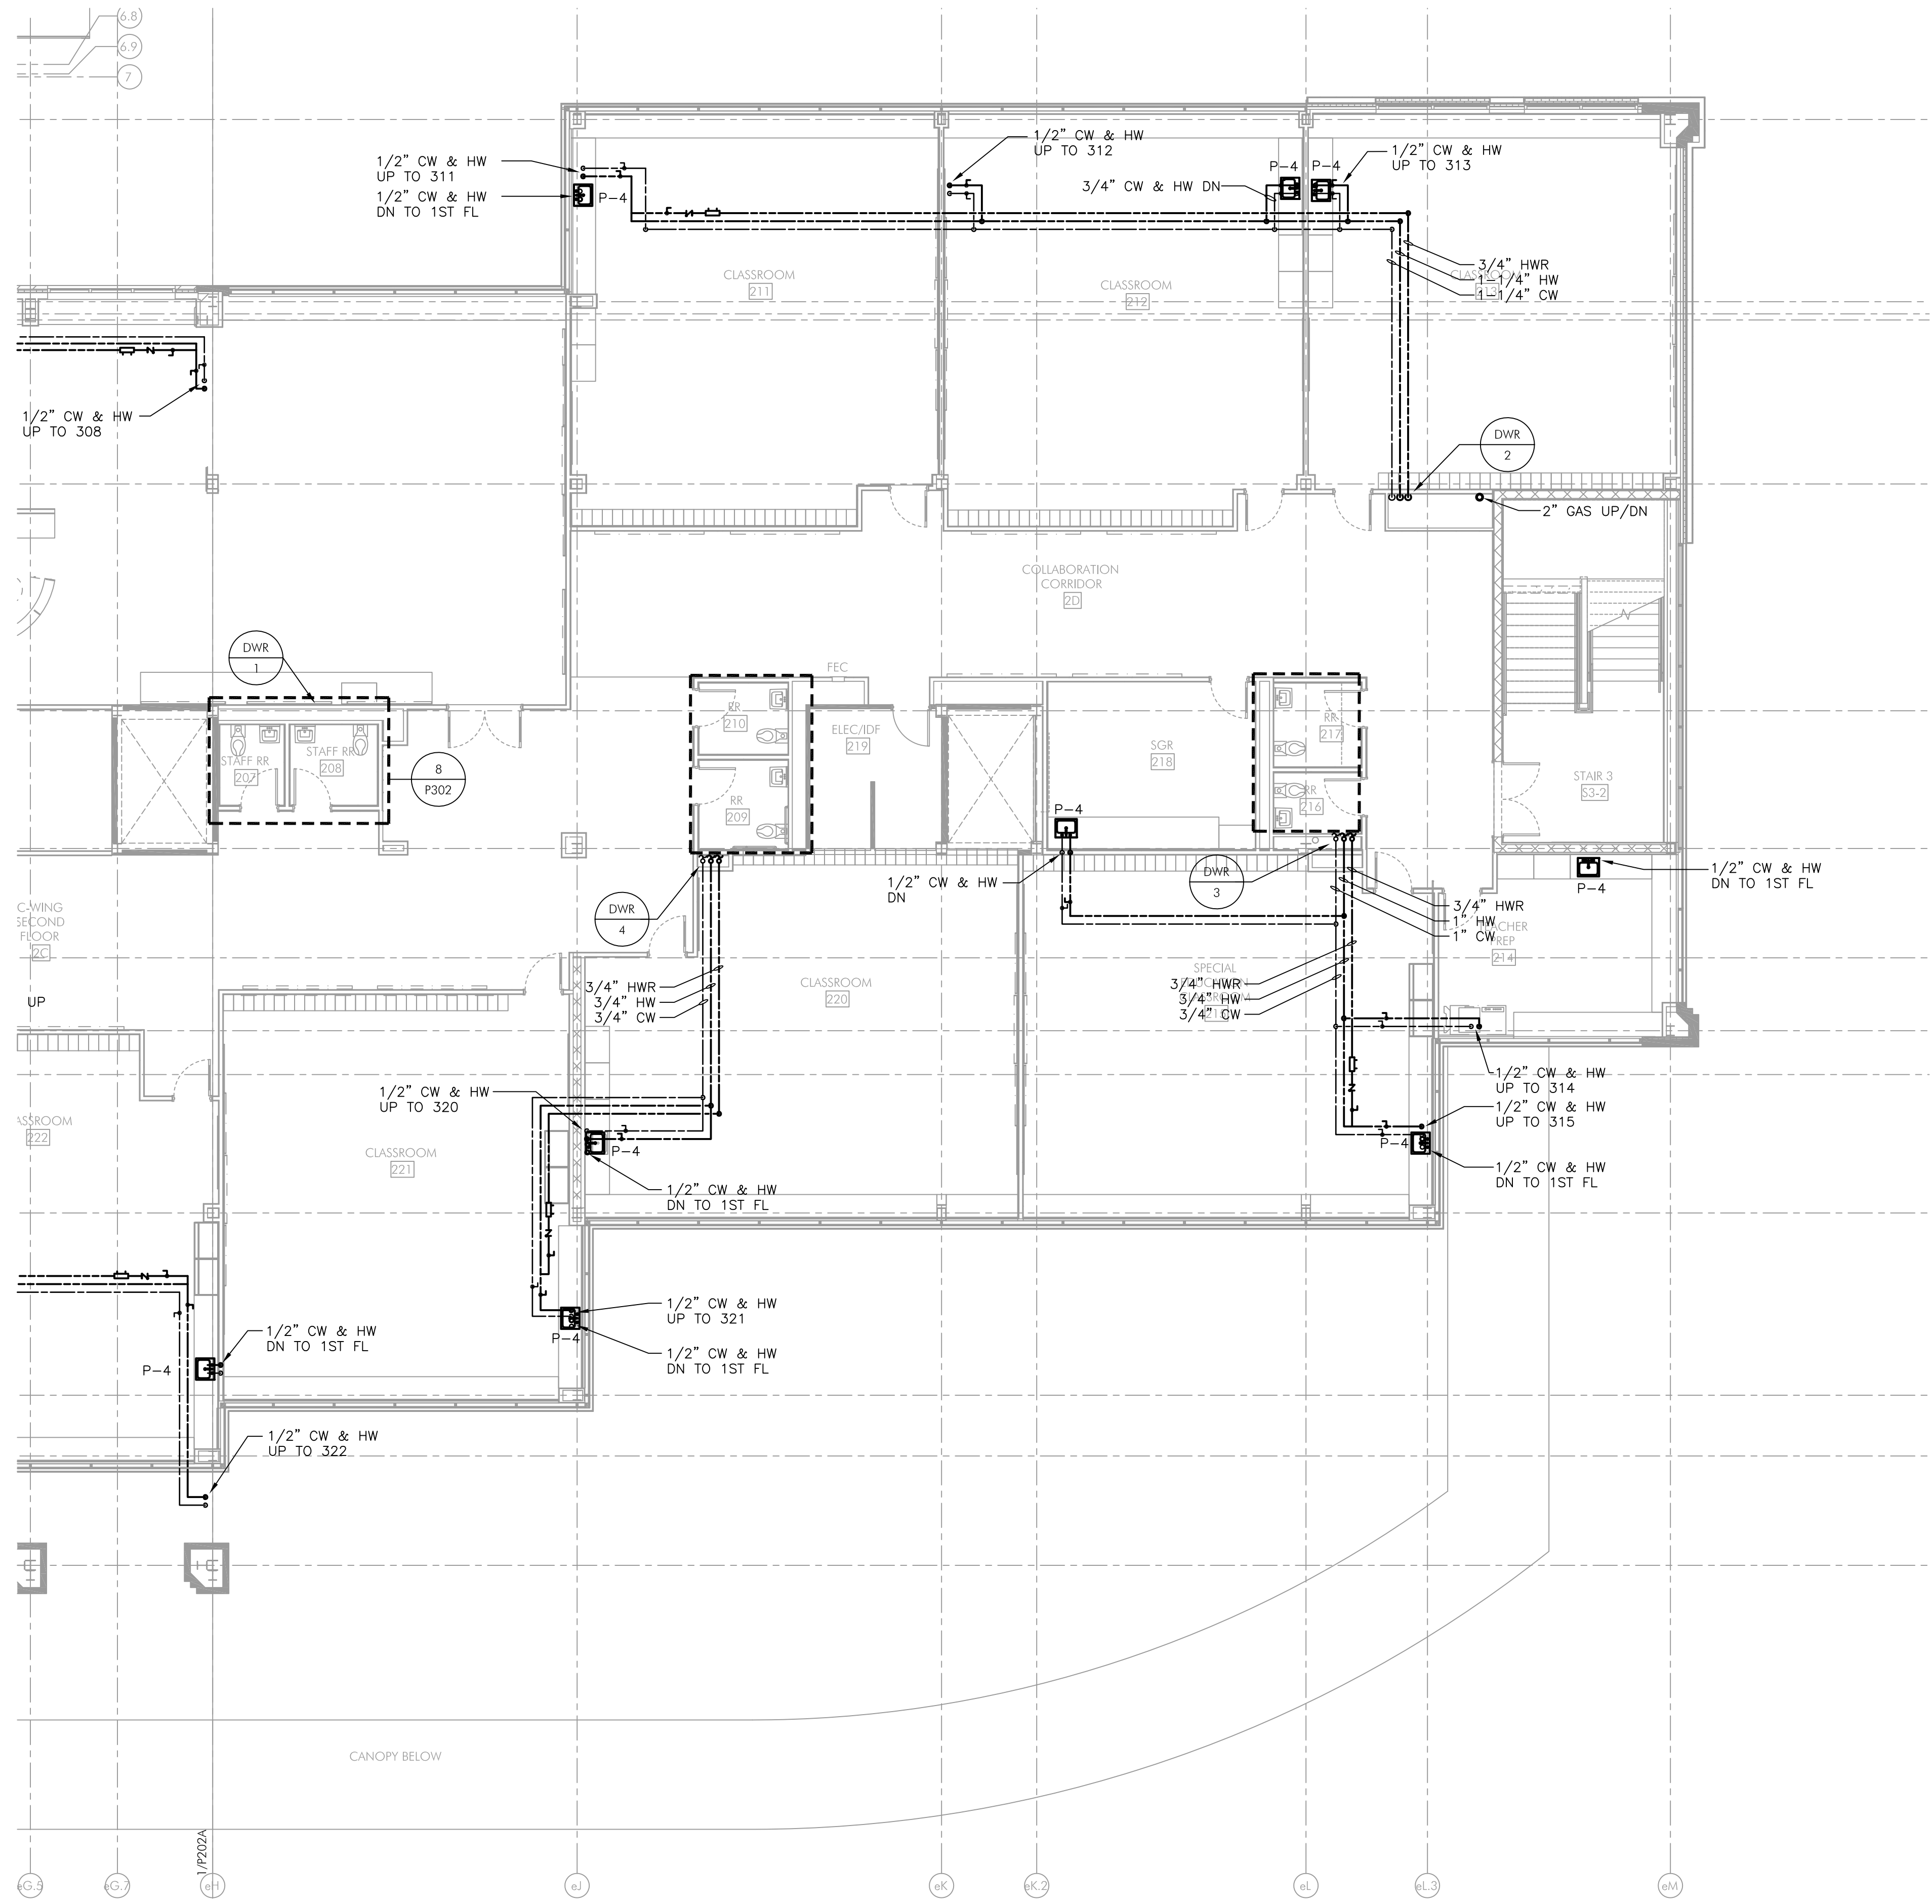 6.8
6.9
7
1/2" CW & HW
UP TO 311
1/2" CW & HW
DN TO 1ST FL
P-4
1/2" CW & HW
UP TO 312
3/4" CW & HW DN
P-4
P-4
1/2" CW & HW
UP TO 313
CLASSROOM
211
CLASSROOM
212
CLASSROOM
213
3/4" HWR
1-1/4" HW
1-1/4" CW
1/2" CW & HW
UP TO 308
DWR
2
2" GAS UP/DN
COLLABORATION
CORRIDOR
2D
DWR
1
FEC
STAFF RR
207
STAFF RR
208
8
P302
RR
210
RR
209
ELEC/IDF
219
SGR
218
RR
217
RR
216
STAIR 3
S3-2
P-4
1/2" CW & HW
DN
DWR
3
DWR
4
P-4
1/2" CW & HW
DN TO 1ST FL
3/4" HWR
1" HW
1" CW
TEACHER
PREP
214
C-WING
SECOND
FLOOR
2C
UP
3/4" HWR
3/4" HW
3/4" CW
CLASSROOM
220
SPECIAL
3/4" HWR
3/4" HW
3/4" CW
1/2" CW & HW
UP TO 320
P-4
1/2" CW & HW
UP TO 314
1/2" CW & HW
UP TO 315
P-4
1/2" CW & HW
DN TO 1ST FL
ASSROOM
222
CLASSROOM
221
1/2" CW & HW
DN TO 1ST FL
1/2" CW & HW
UP TO 321
P-4
1/2" CW & HW
DN TO 1ST FL
1/2" CW & HW
DN TO 1ST FL
P-4
1/2" CW & HW
UP TO 322
CANOPY BELOW
1/P202A
eG.5
eG.7
eH
eJ
eK
eK.2
eL
eL.3
eM